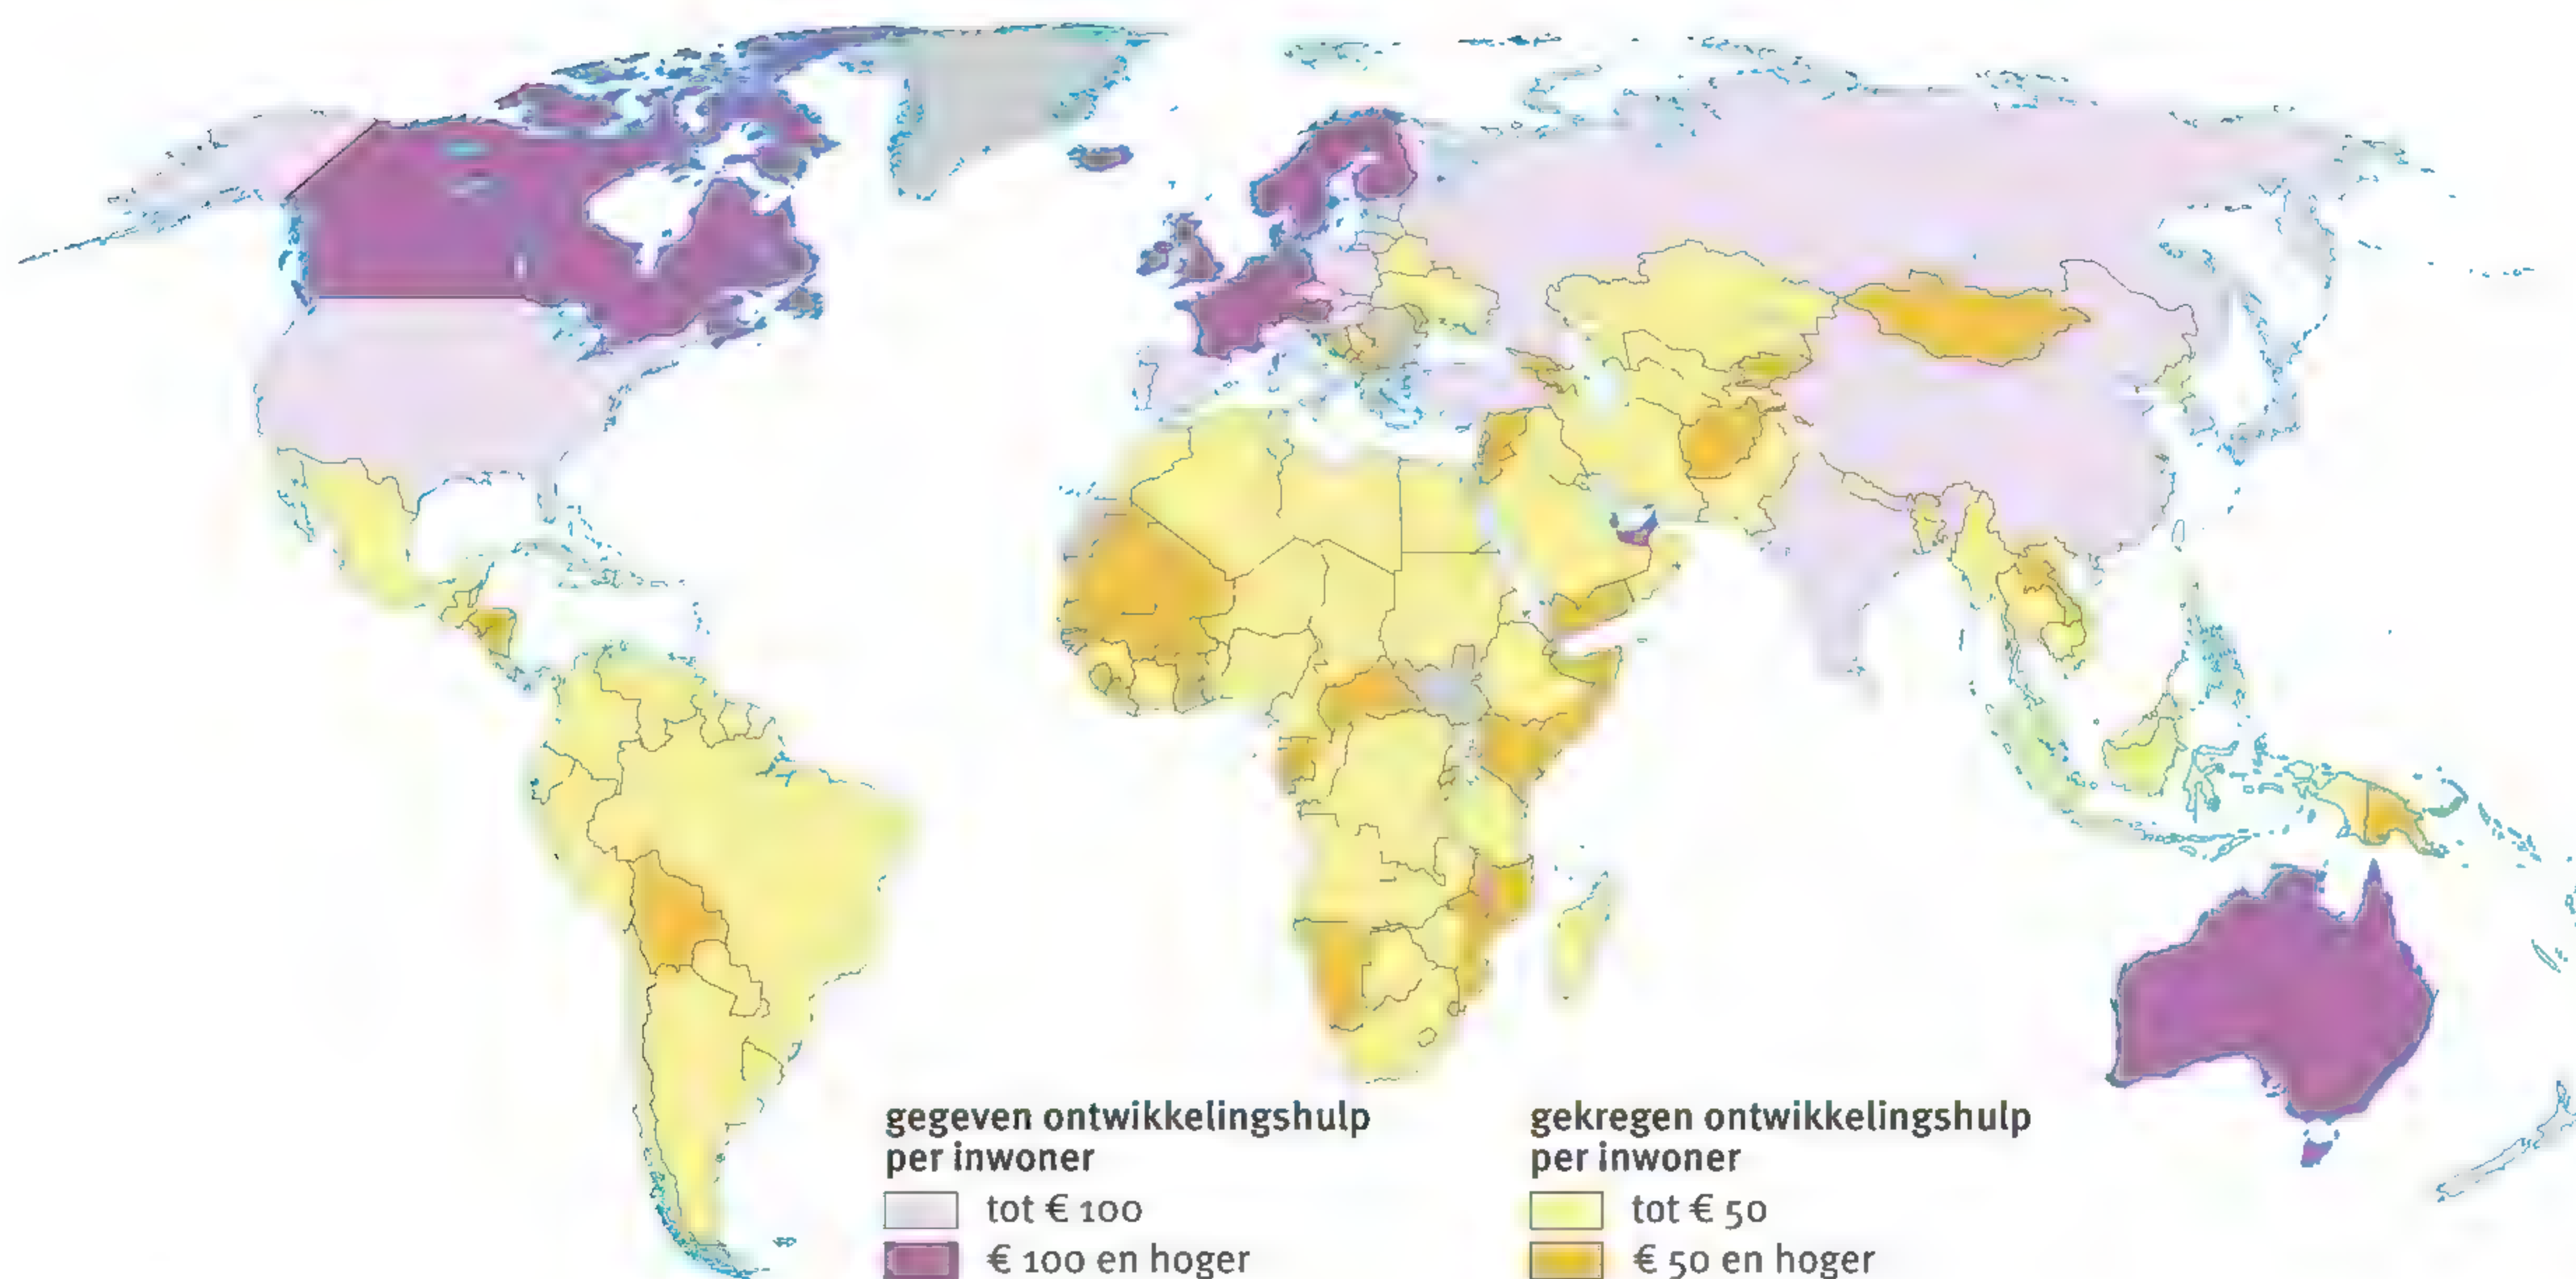 gegeven ontwikkelingshulp
per inwoner
tot € 100
€ 100 en hoger
gekregen ontwikkelingshulp
per inwoner
tot € 50
€ 50 en hoger